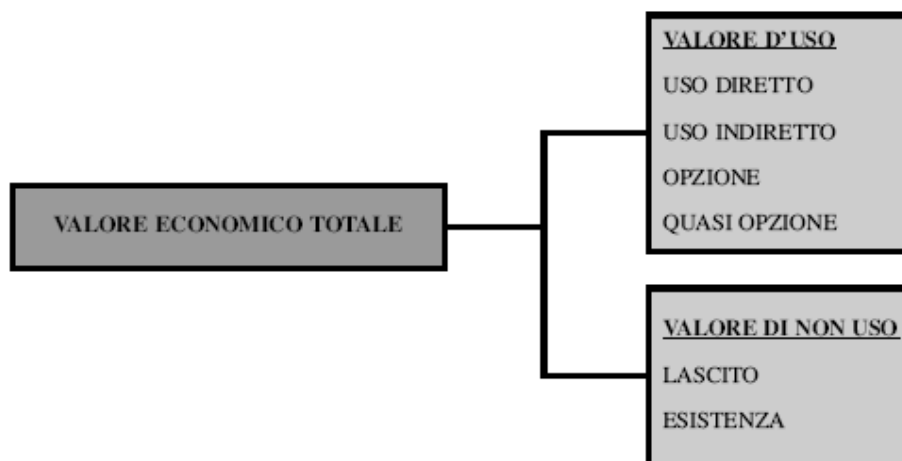 VALORE ECONOMICO TOTALE
VALORE D'USO
USO DIRETTO
USO INDIRETTO
OPZIONE
QUASI OPZIONE
VALORE DI NON USO
LASCITO
ESISTENZA